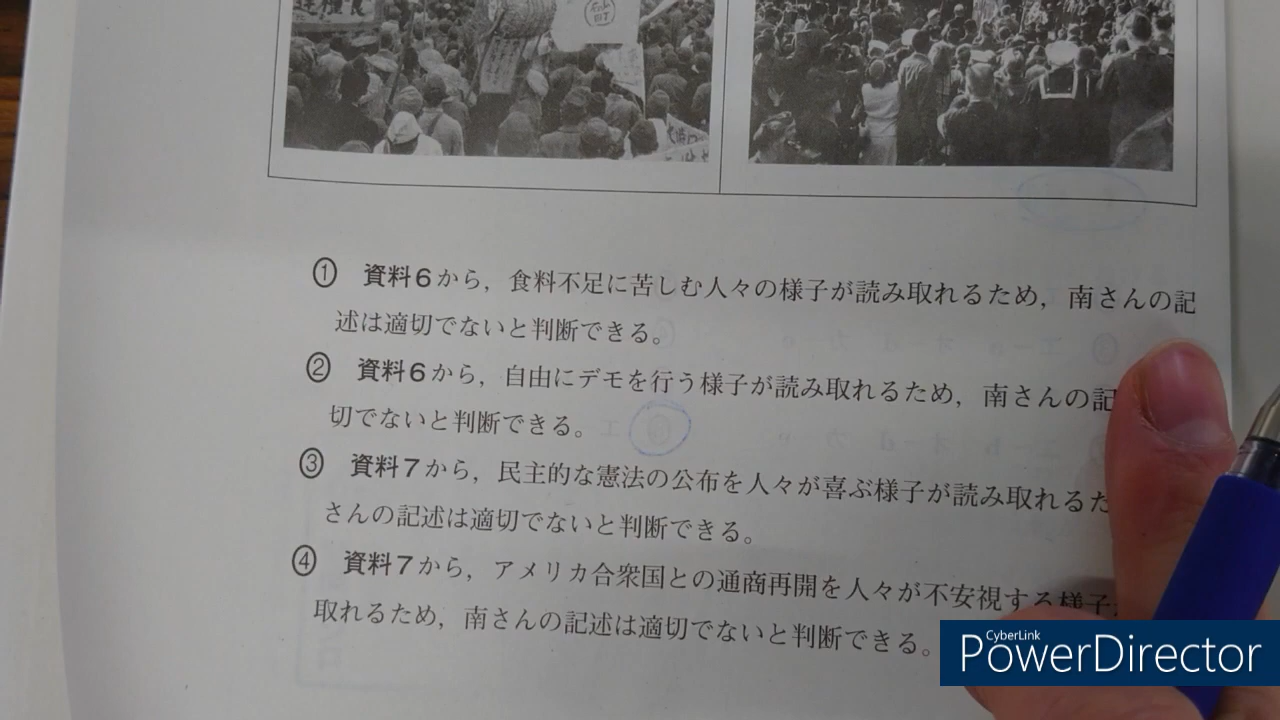 ① 資料6から，食料不足に苦しむ人々の様子が読み取れるため，南さんの記
述は適切でないと判断できる。
② 資料6から，自由にデモを行う様子が読み取れるため，南さんの記
切でないと判断できる。
③ 資料7から，民主的な憲法の公布を人々が喜ぶ様子が読み取れるた
さんの記述は適切でないと判断できる。
④ 資料7から，アメリカ合衆国との通商再開を人々が不安視する様子
取れるため，南さんの記述は適切でないと判断できる。
CyberLink
PowerDirector